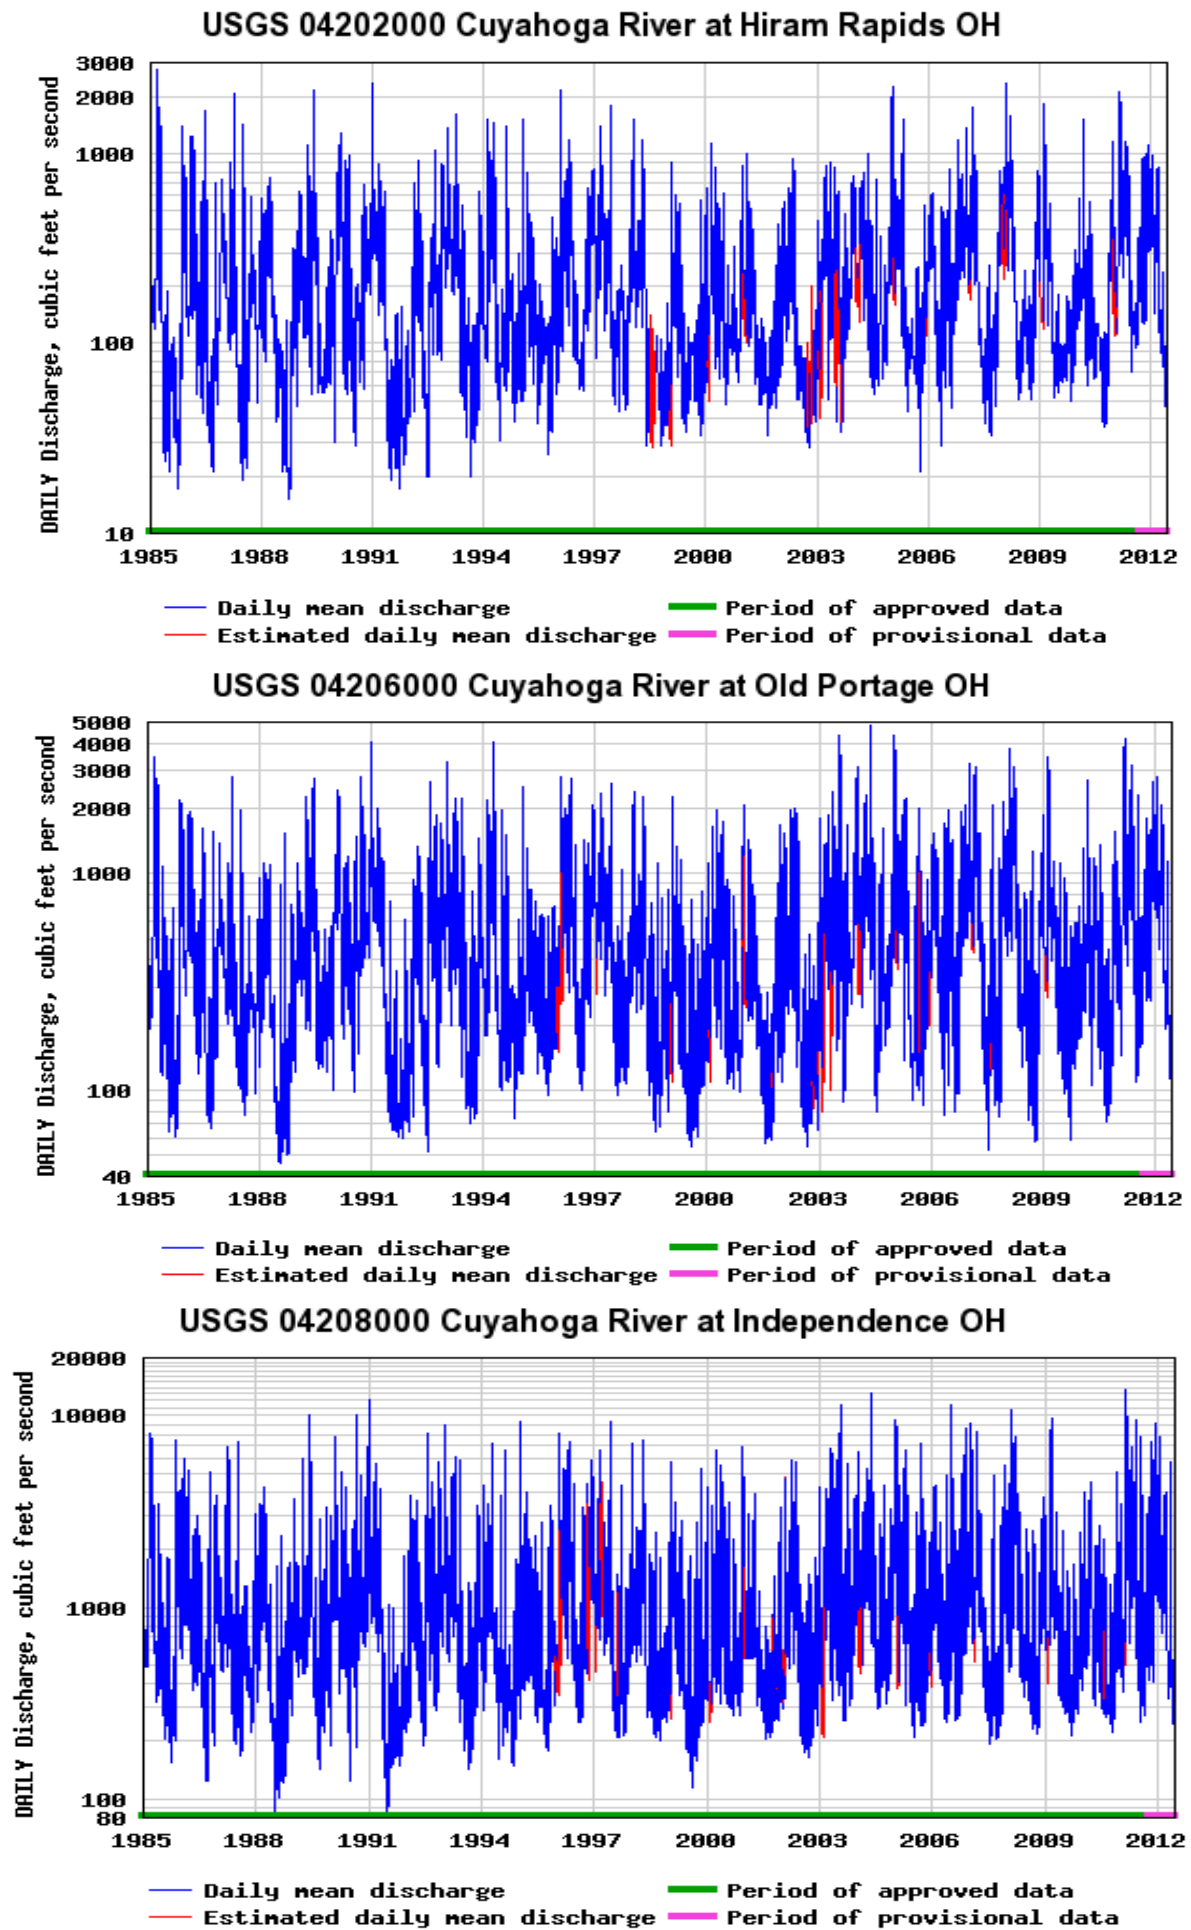 USGS 04202000 Cuyahoga River at Hiram Rapids OH
DAILY Discharge, cubic feet per second
3000
2000
1000
100
10
1985 1988 1991 1994 1997 2000 2003 2006 2009 2012
Daily mean discharge Period of approved data
Estimated daily mean discharge Period of provisional data
USGS 04206000 Cuyahoga River at Old Portage OH
DAILY Discharge, cubic feet per second
5000
4000
3000
2000
1000
100
40
1985 1988 1991 1994 1997 2000 2003 2006 2009 2012
Daily mean discharge Period of approved data
Estimated daily mean discharge Period of provisional data
USGS 04208000 Cuyahoga River at Independence OH
DAILY Discharge, cubic feet per second
20000
10000
1000
100
80
1985 1988 1991 1994 1997 2000 2003 2006 2009 2012
Daily mean discharge Period of approved data
Estimated daily mean discharge Period of provisional data